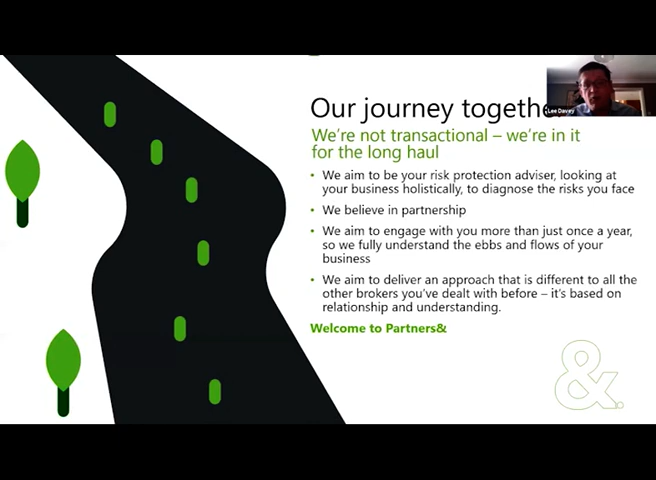 Our journey togethe
Lee Davey
We're not transactional – we're in it
for the long haul
• We aim to be your risk protection adviser, looking at
your business holistically, to diagnose the risks you face
• We believe in partnership
• We aim to engage with you more than just once a year,
so we fully understand the ebbs and flows of your
business
• We aim to deliver an approach that is different to all the
other brokers you've dealt with before – it's based on
relationship and understanding.
Welcome to Partners&
&.